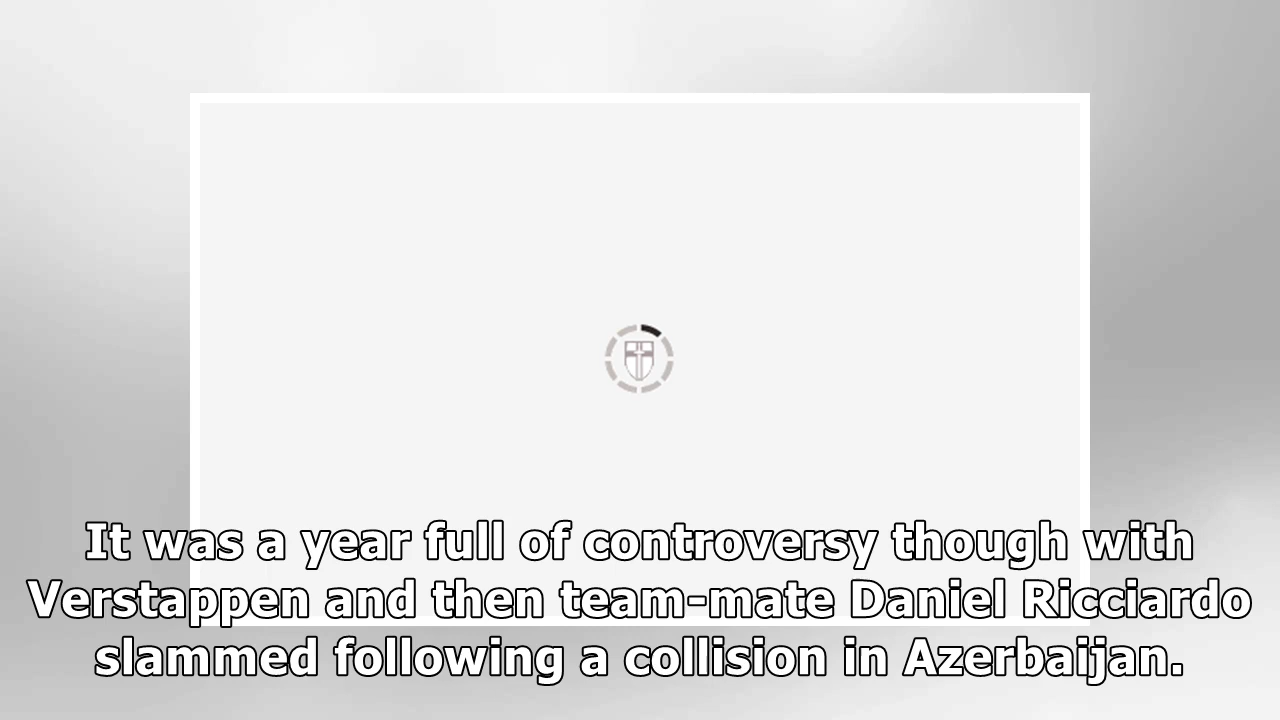 It was a year full of controversy though with
Verstappen and then team-mate Daniel Ricciardo
slammed following a collision in Azerbaijan.